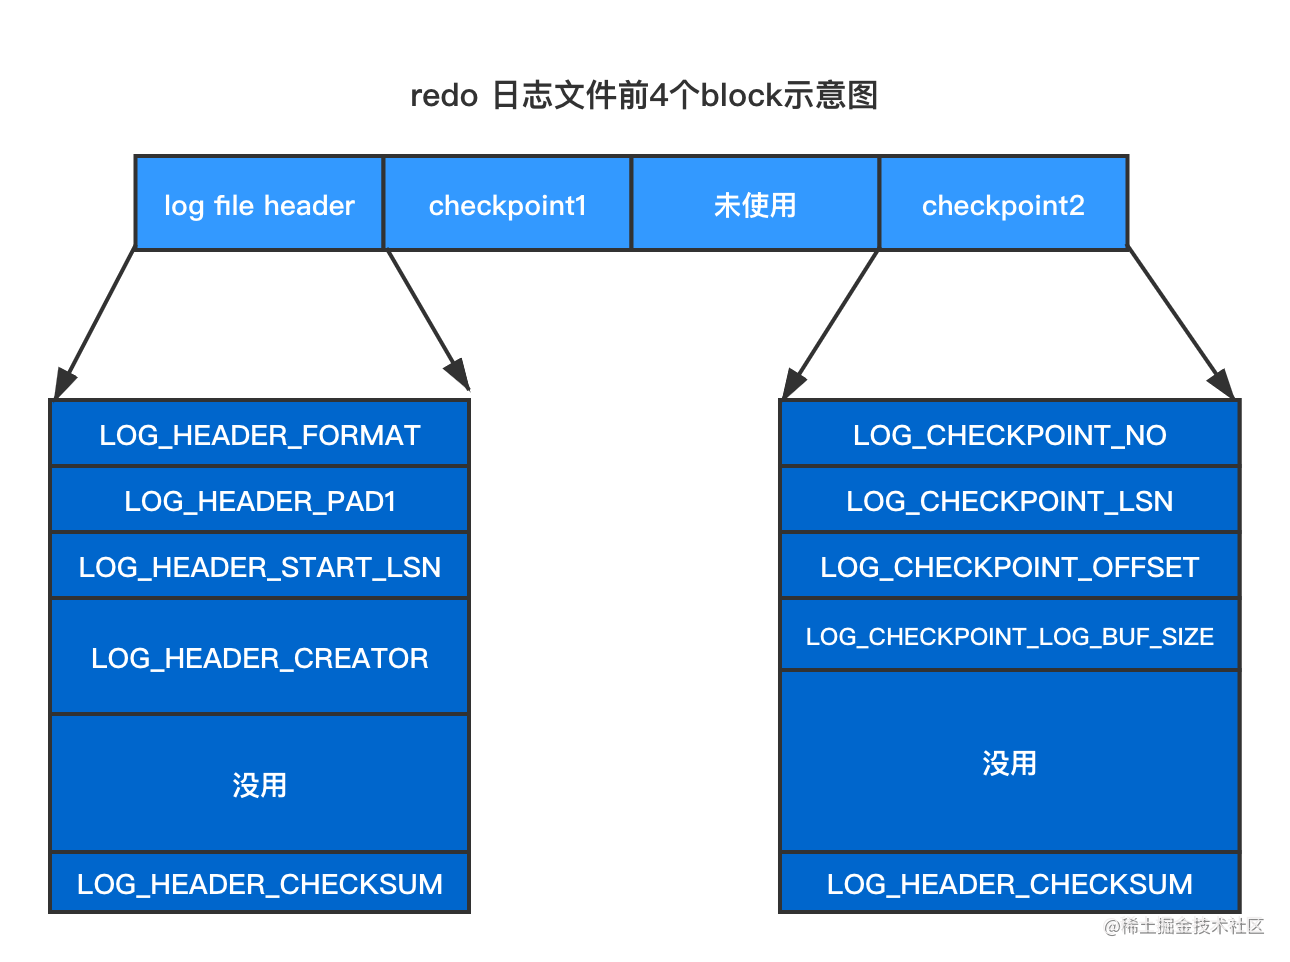 redo 日志文件前4个block示意图
log file header
checkpoint1
未使用
checkpoint2
LOG_HEADER_FORMAT
LOG_HEADER_PAD1
LOG_HEADER_START_LSN
LOG_HEADER_CREATOR
没用
LOG_HEADER_CHECKSUM
LOG_CHECKPOINT_NO
LOG_CHECKPOINT_LSN
LOG_CHECKPOINT_OFFSET
LOG_CHECKPOINT_LOG_BUF_SIZE
没用
LOG_HEADER_CHECKSUM
@稀土掘金技术社区